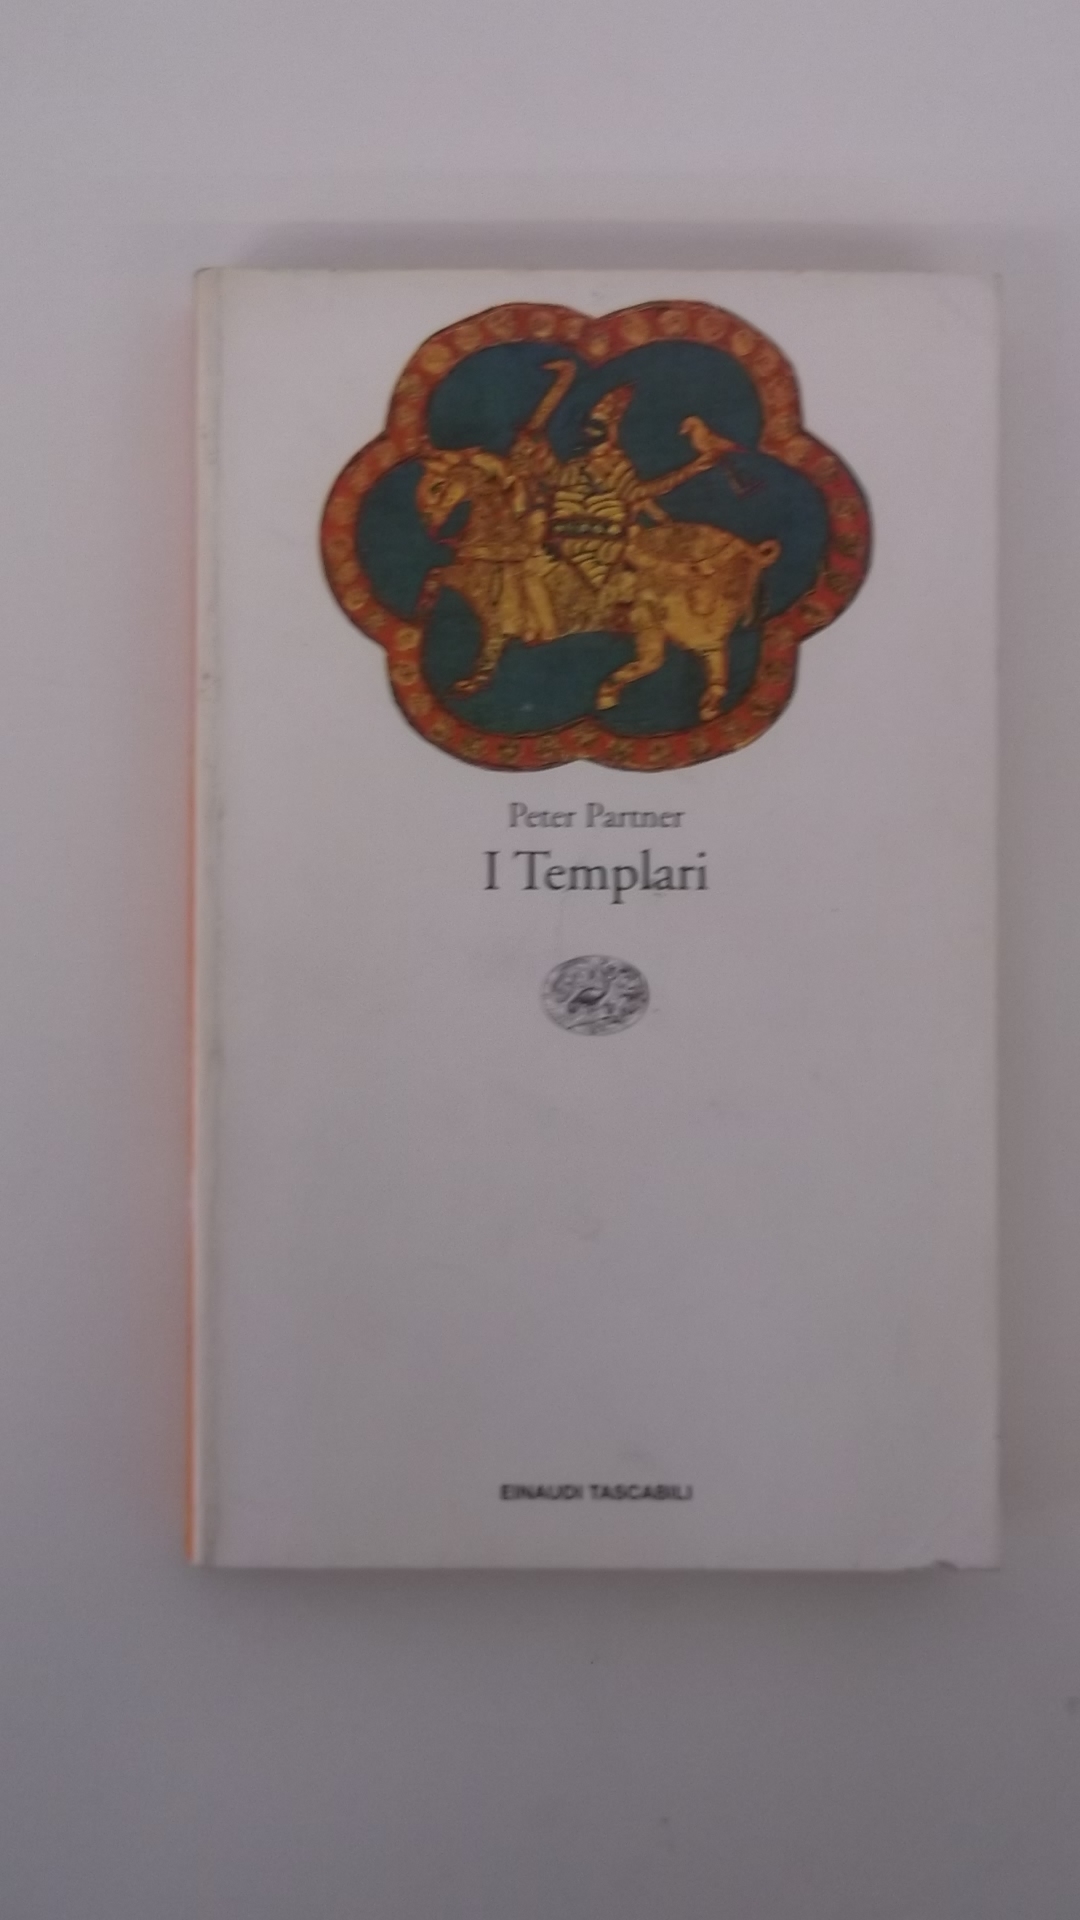 Peter Partner
I Templari
EINAUDI TASCABILI